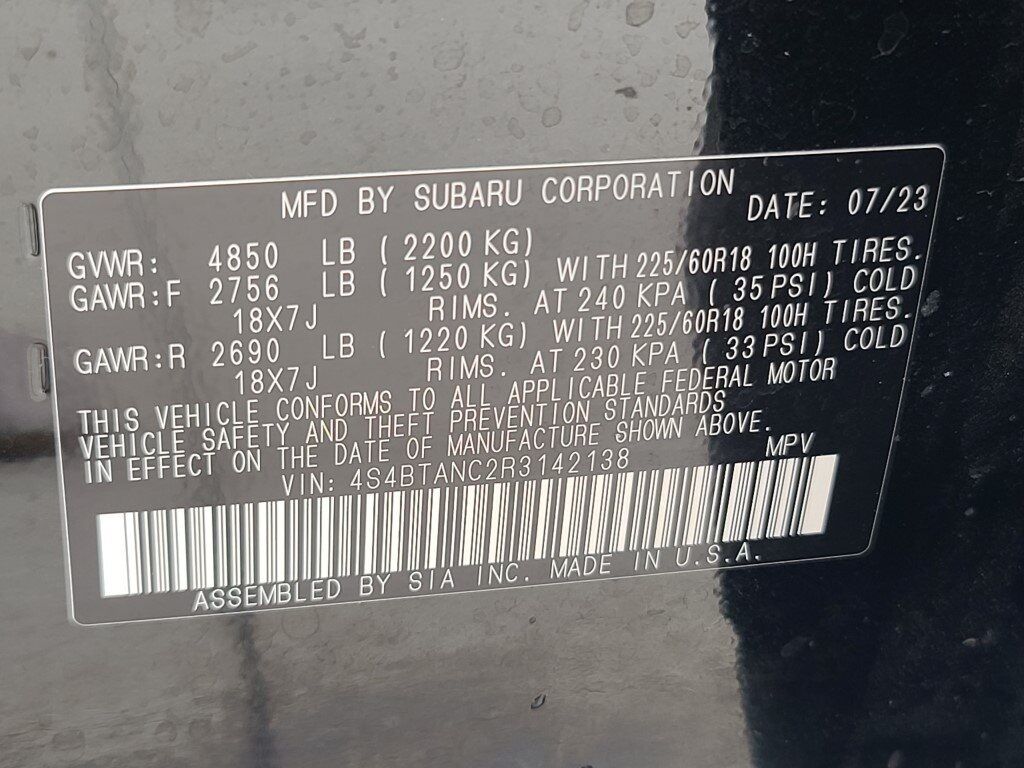 MFD BY SUBARU CORPORATION DATE: 07/23
GVWR: 4850 LB ( 2200 KG)
GAWR:F 2756 LB ( 1250 KG) WITH 225/60R18 100H TIRES.
18X7J RIMS. AT 240 KPA ( 35 PSI) COLD
GAWR:R 2690 LB ( 1220 KG) WITH 225/60R18 100H TIRES.
18X7J RIMS. AT 230 KPA ( 33 PSI) COLD
THIS VEHICLE CONFORMS TO ALL APPLICABLE FEDERAL MOTOR
VEHICLE SAFETY AND THEFT PREVENTION STANDARDS
IN EFFECT ON THE DATE OF MANUFACTURE SHOWN ABOVE.
VIN: 4S4BTANC2R3142138 MPV
ASSEMBLED BY SIA INC. MADE IN U.S.A.